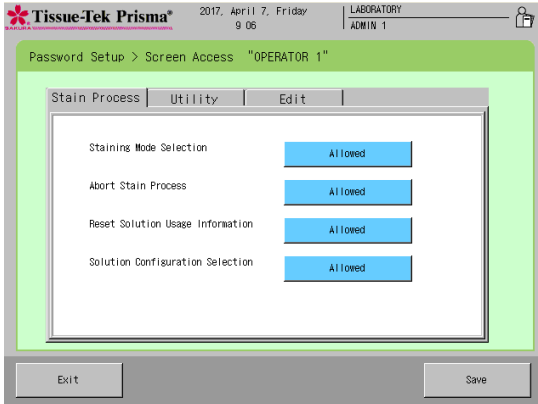 Tissue-Tek Prisma®
SAKURA
2017, April 7, Friday
9 06
LABORATORY
ADMIN 1
Password Setup > Screen Access "OPERATOR 1"
Stain Process
Utility
Edit
Staining Mode Selection
Allowed
Abort Stain Process
Allowed
Reset Solution Usage Information
Allowed
Solution Configuration Selection
Allowed
Exit
Save